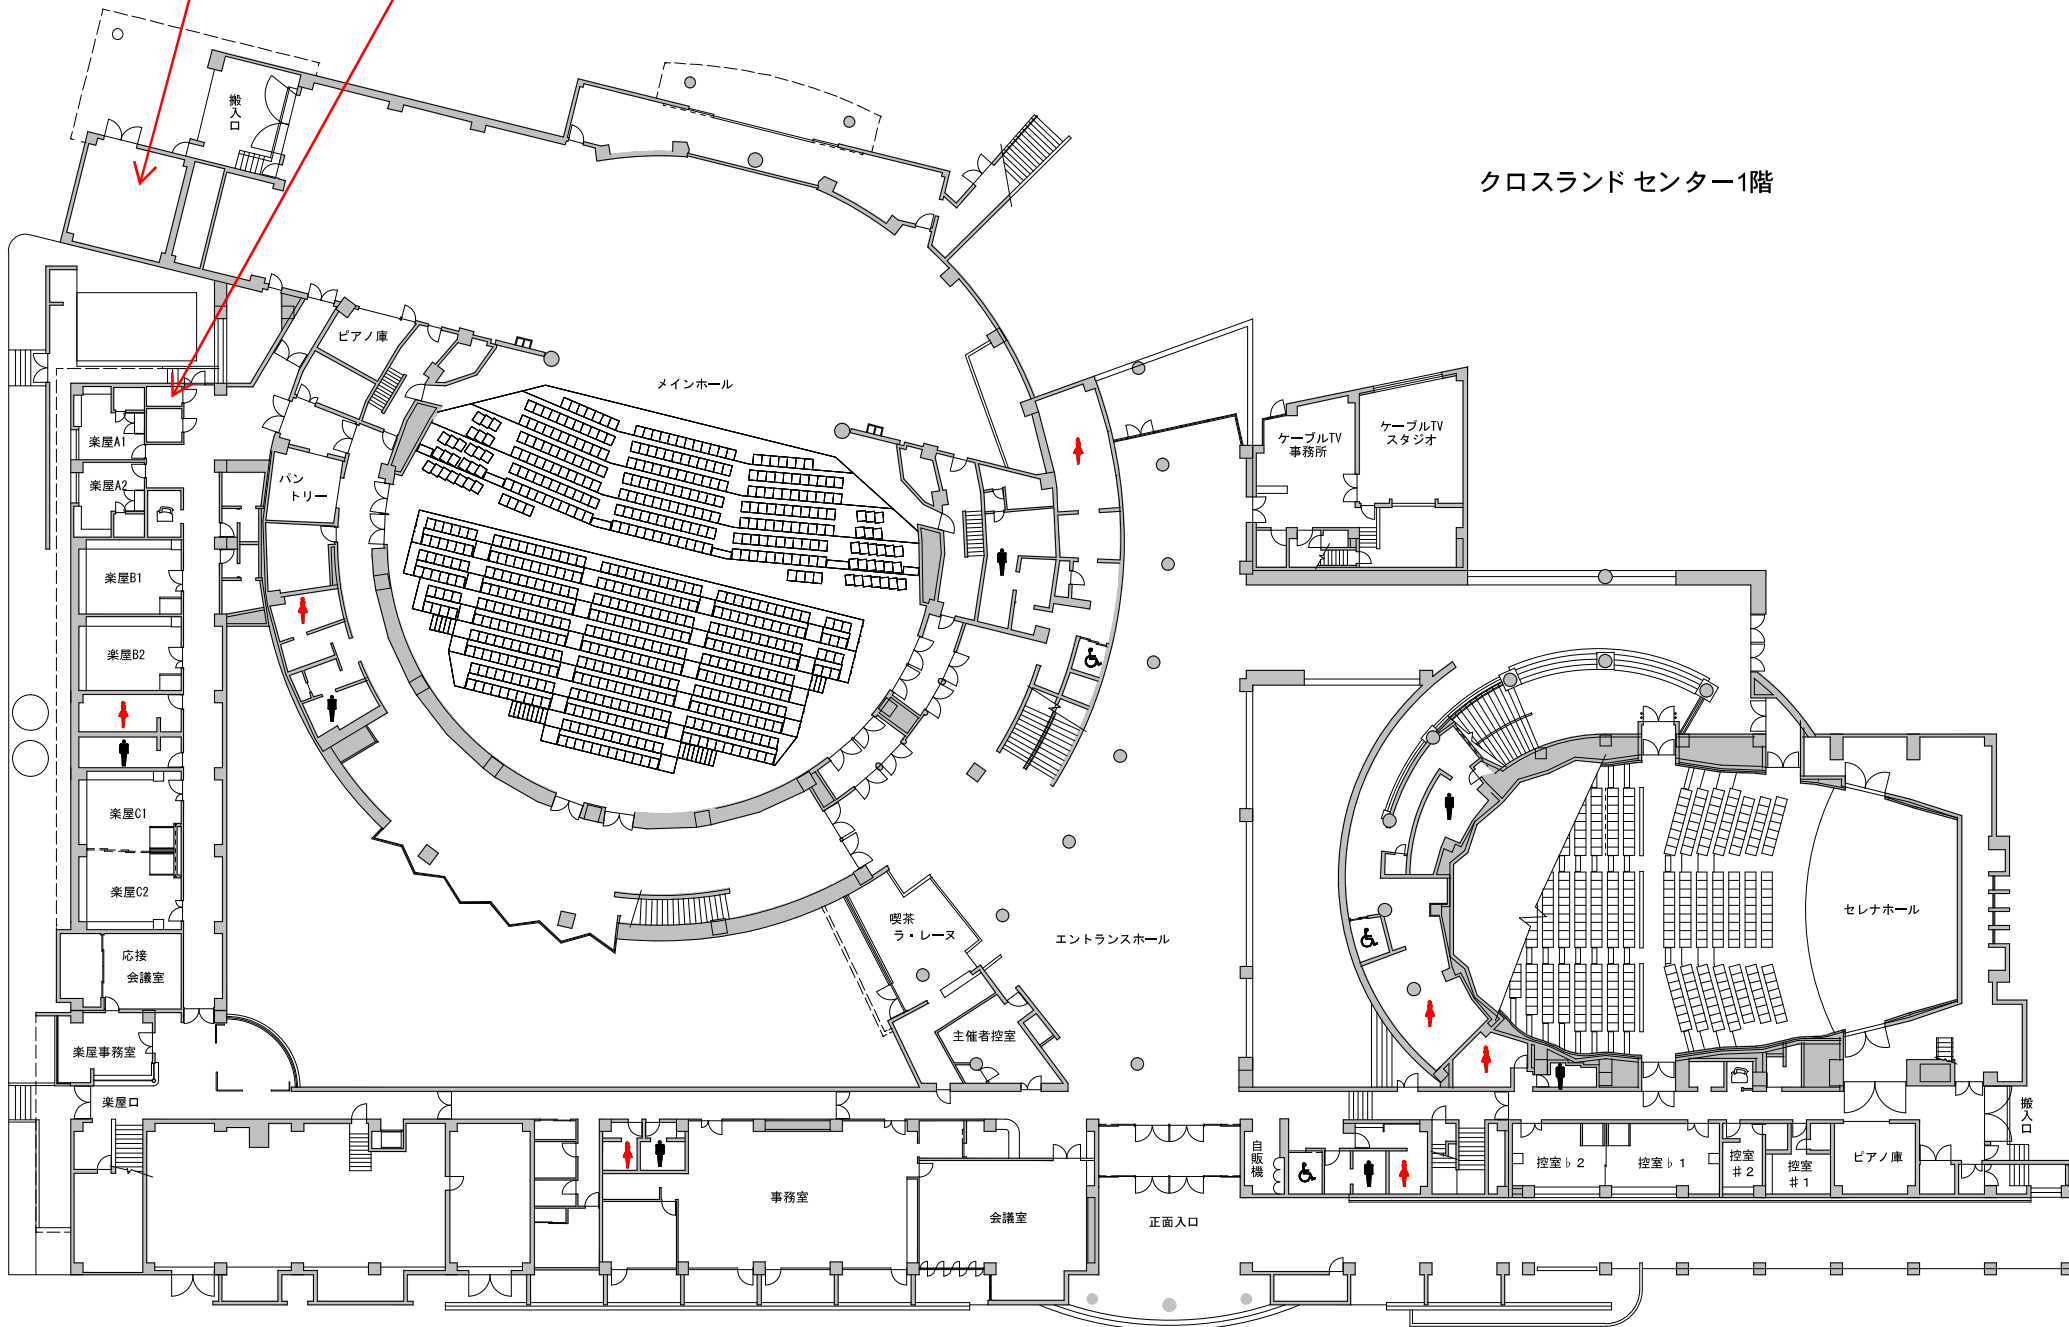 クロスランド センター1階
搬入口
ピアノ庫
メインホール
楽屋A1
楽屋A2
パン
トリー
ケーブルTV
事務所
ケーブルTV
スタジオ
楽屋B1
楽屋B2
楽屋C1
楽屋C2
喫茶
ラ・レーヌ
エントランスホール
セレナホール
応接
会議室
主催者控室
楽屋事務室
楽屋口
搬入口
自販機
控室♭2
控室♭1
控室
♯2
控室
♯1
ピアノ庫
事務室
会議室
正面入口